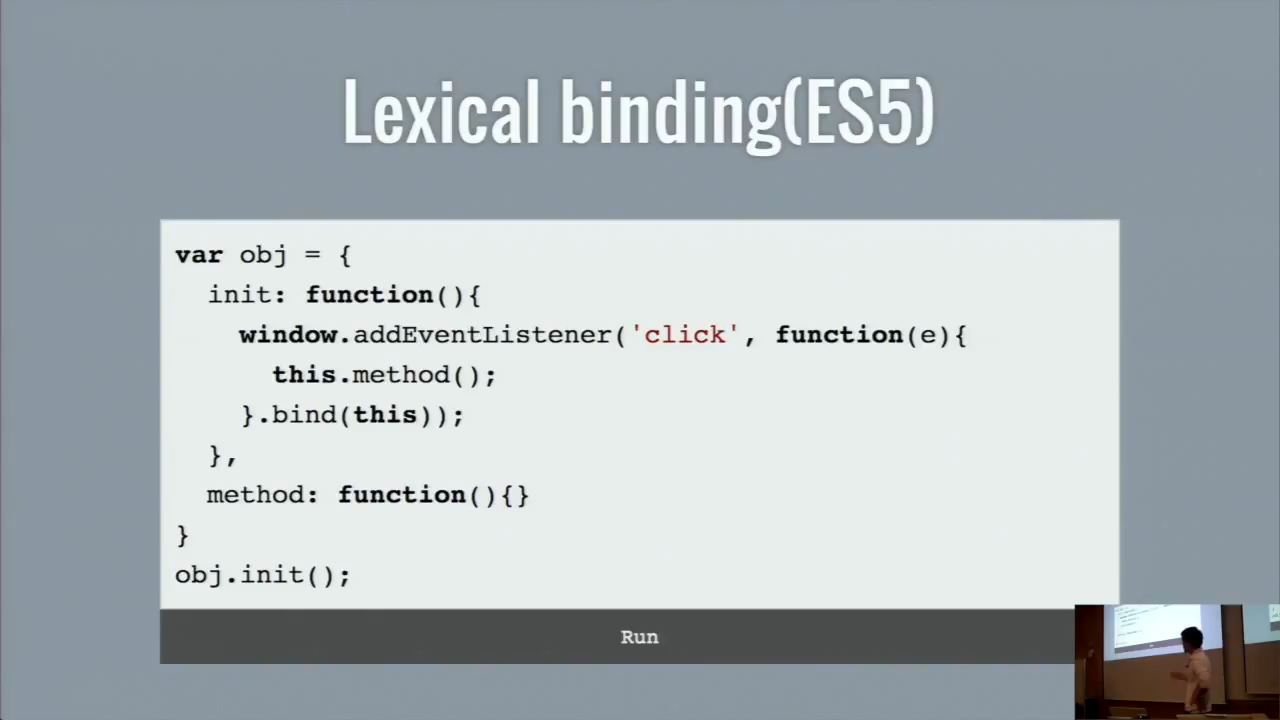 Lexical binding(ES5)
var obj = {
  init: function(){
    window.addEventListener('click', function(e){
      this.method();
    }.bind(this));
  },
  method: function(){}
}
obj.init();
Run